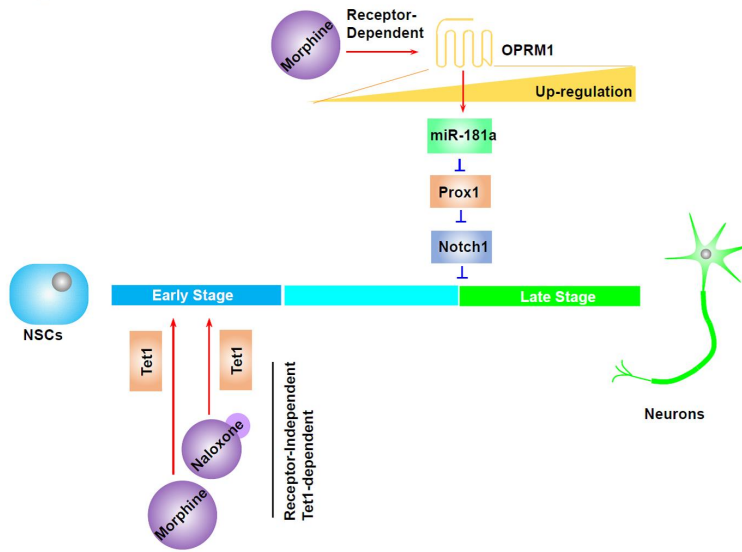 Morphine
Receptor-
Dependent
OPRM1
Up-regulation
miR-181a
Prox1
Notch1
NSCs
Early Stage
Late Stage
Neurons
Tet1
Tet1
Naloxone
Morphine
Receptor-Independent
Tet1-dependent